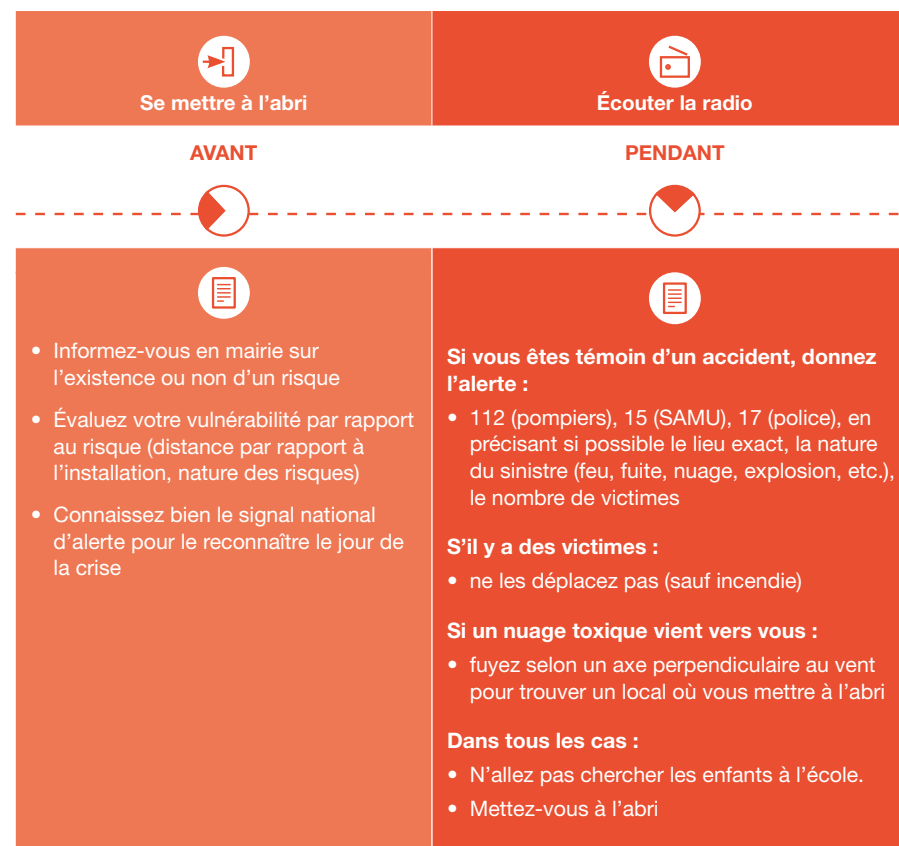 Se mettre à l'abri
Écouter la radio
AVANT
PENDANT
• Informez-vous en mairie sur
l'existence ou non d'un risque
• Évaluez votre vulnérabilité par rapport
au risque (distance par rapport à
l'installation, nature des risques)
• Connaissez bien le signal national
d'alerte pour le reconnaître le jour de
la crise
Si vous êtes témoin d'un accident, donnez
l'alerte :
• 112 (pompiers), 15 (SAMU), 17 (police), en
précisant si possible le lieu exact, la nature
du sinistre (feu, fuite, nuage, explosion, etc.),
le nombre de victimes
S'il y a des victimes :
• ne les déplacez pas (sauf incendie)
Si un nuage toxique vient vers vous :
• fuyez selon un axe perpendiculaire au vent
pour trouver un local où vous mettre à l'abri
Dans tous les cas :
• N'allez pas chercher les enfants à l'école.
• Mettez-vous à l'abri